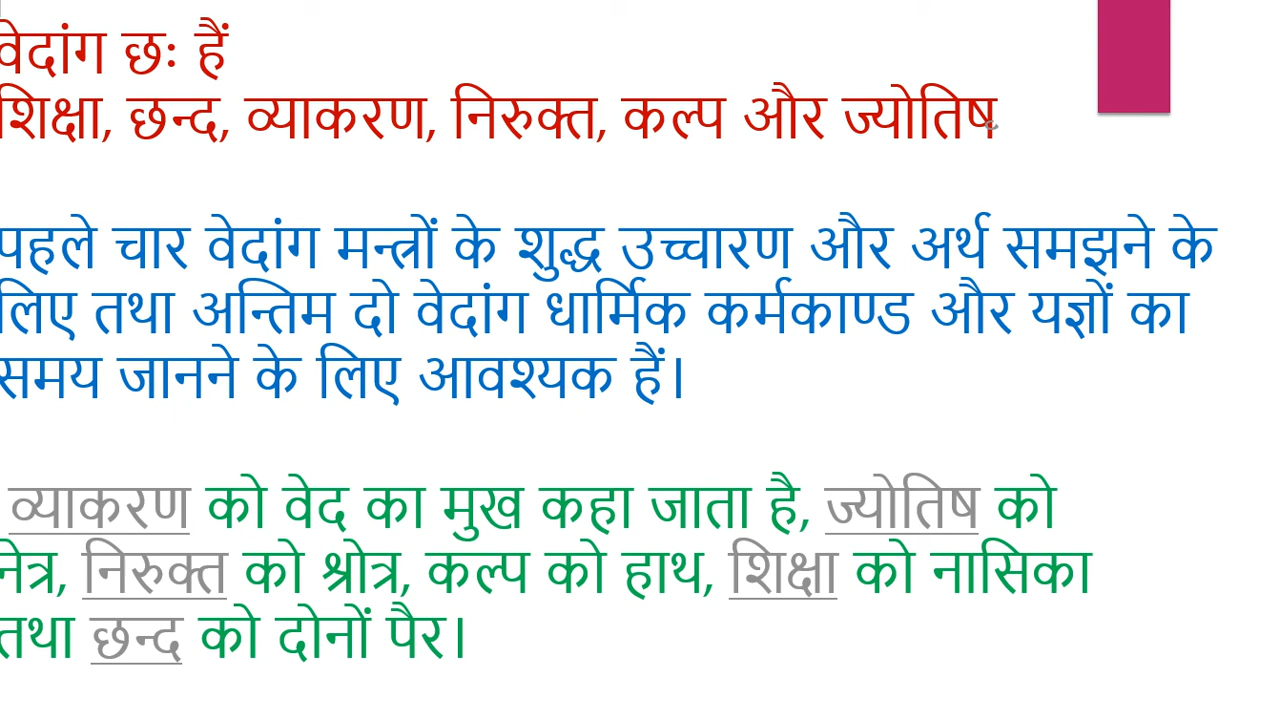 वेदांग छः हैं
शिक्षा, छन्द, व्याकरण, निरुक्त, कल्प और ज्योतिष
पहले चार वेदांग मन्त्रों के शुद्ध उच्चारण और अर्थ समझने के
लिए तथा अन्तिम दो वेदांग धार्मिक कर्मकाण्ड और यज्ञों का
समय जानने के लिए आवश्यक हैं।
व्याकरण को वेद का मुख कहा जाता है, ज्योतिष को
नेत्र, निरुक्त को श्रोत्र, कल्प को हाथ, शिक्षा को नासिका
तथा छन्द को दोनों पैर।